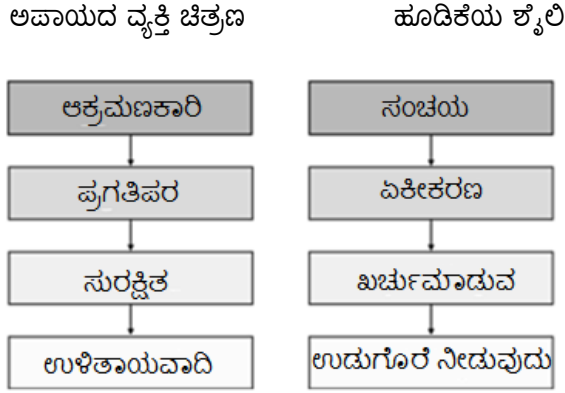 ಅಪಾಯದ ವ್ಯಕ್ತಿ ಚಿತ್ರಣ
ಹೂಡಿಕೆಯ ಶೈಲಿ
ಆಕ್ರಮಣಕಾರಿ
ಸಂಚಯ
ಪ್ರಗತಿಪರ
ಏಕೀಕರಣ
ಸುರಕ್ಷಿತ
ಖರ್ಚುಮಾಡುವ
ಉಳಿತಾಯವಾದಿ
ಉಡುಗೊರೆ ನೀಡುವುದು